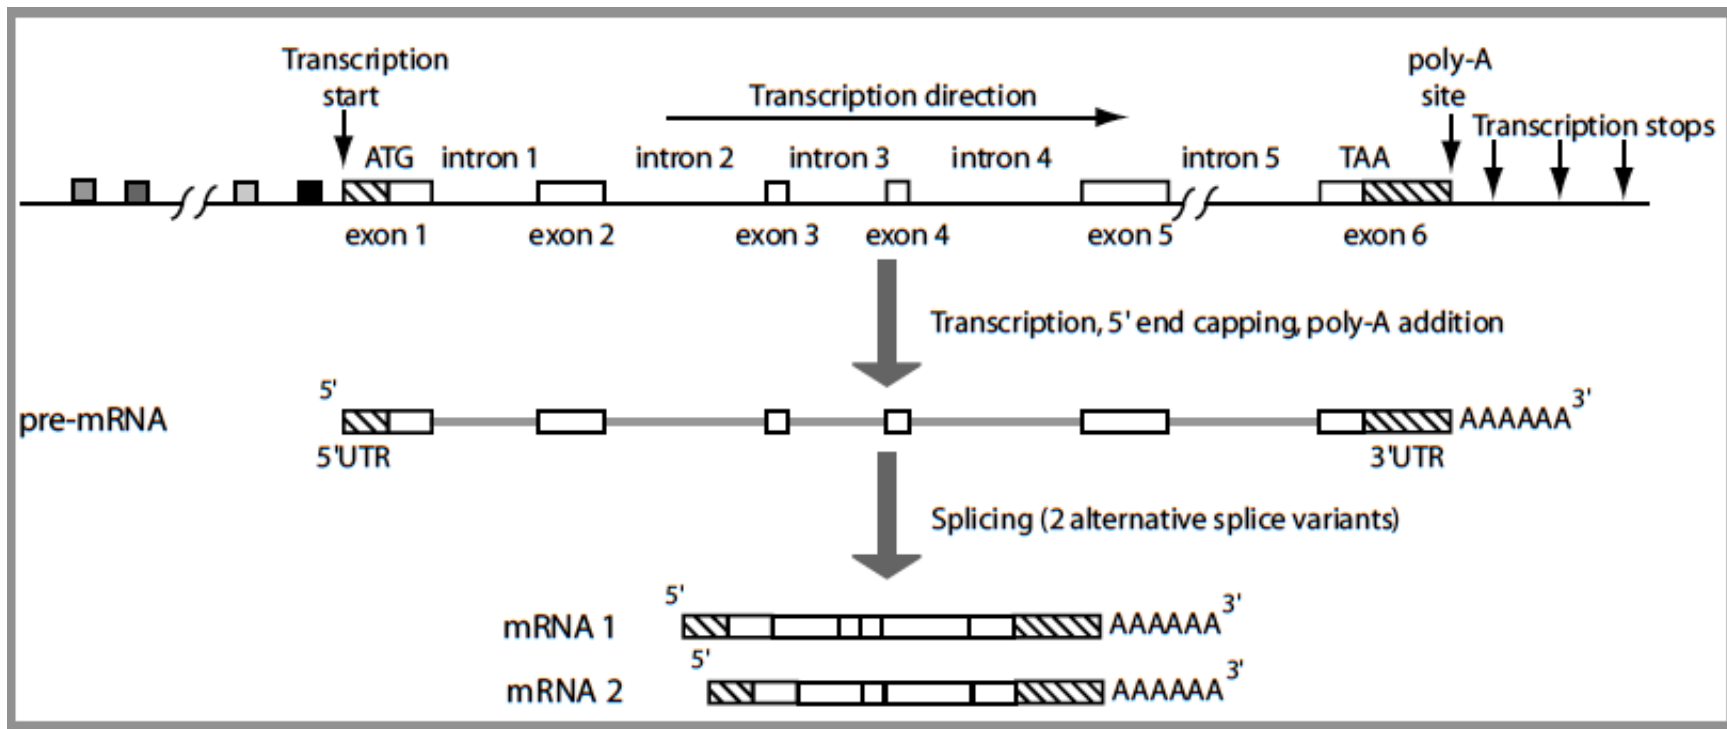 Transcription
start
Transcription direction
poly-A
site
Transcription stops
ATG intron 1 intron 2 intron 3 intron 4 intron 5 TAA
exon 1 exon 2 exon 3 exon 4 exon 5 exon 6
Transcription, 5' end capping, poly-A addition
5'
pre-mRNA AAAAAA 3'
5'UTR 3'UTR
Splicing (2 alternative splice variants)
5'
mRNA 1 AAAAAA 3'
5'
mRNA 2 AAAAAA 3'